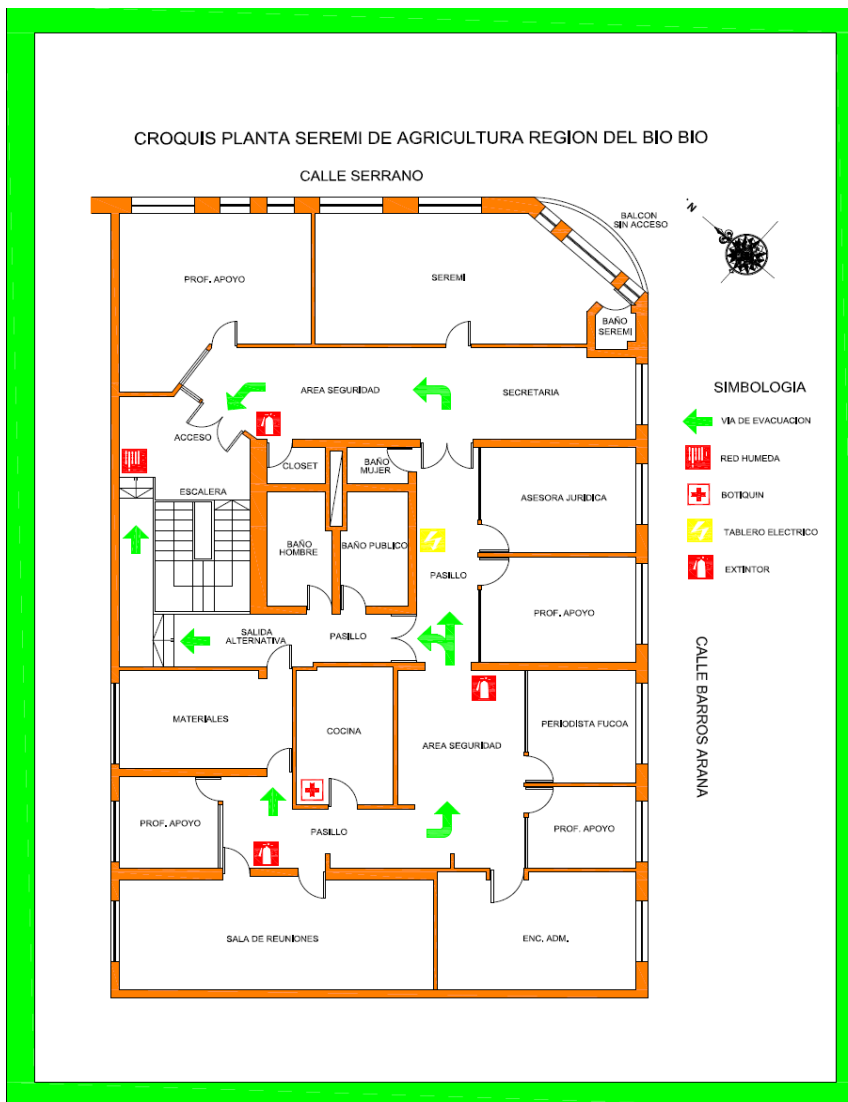 CROQUIS PLANTA SEREMI DE AGRICULTURA REGION DEL BIO BIO
CALLE SERRANO
N
BALCON
SIN ACCESO
PROF. APOYO
SEREMI
BAÑO
SEREMI
AREA SEGURIDAD
SECRETARIA
ACCESO
CLOSET
BAÑO
MUJER
ESCALERA
ASESORA JURIDICA
BAÑO
HOMBRE
BAÑO PUBLICO
PASILLO
PROF. APOYO
SALIDA
ALTERNATIVA
PASILLO
MATERIALES
COCINA
PERIODISTA FUCOA
AREA SEGURIDAD
PROF. APOYO
PASILLO
PROF. APOYO
SALA DE REUNIONES
ENC. ADM.
SIMBOLOGIA
VIA DE EVACUACION
RED HUMEDA
BOTIQUIN
TABLERO ELECTRICO
EXTINTOR
CALLE BARROS ARANA